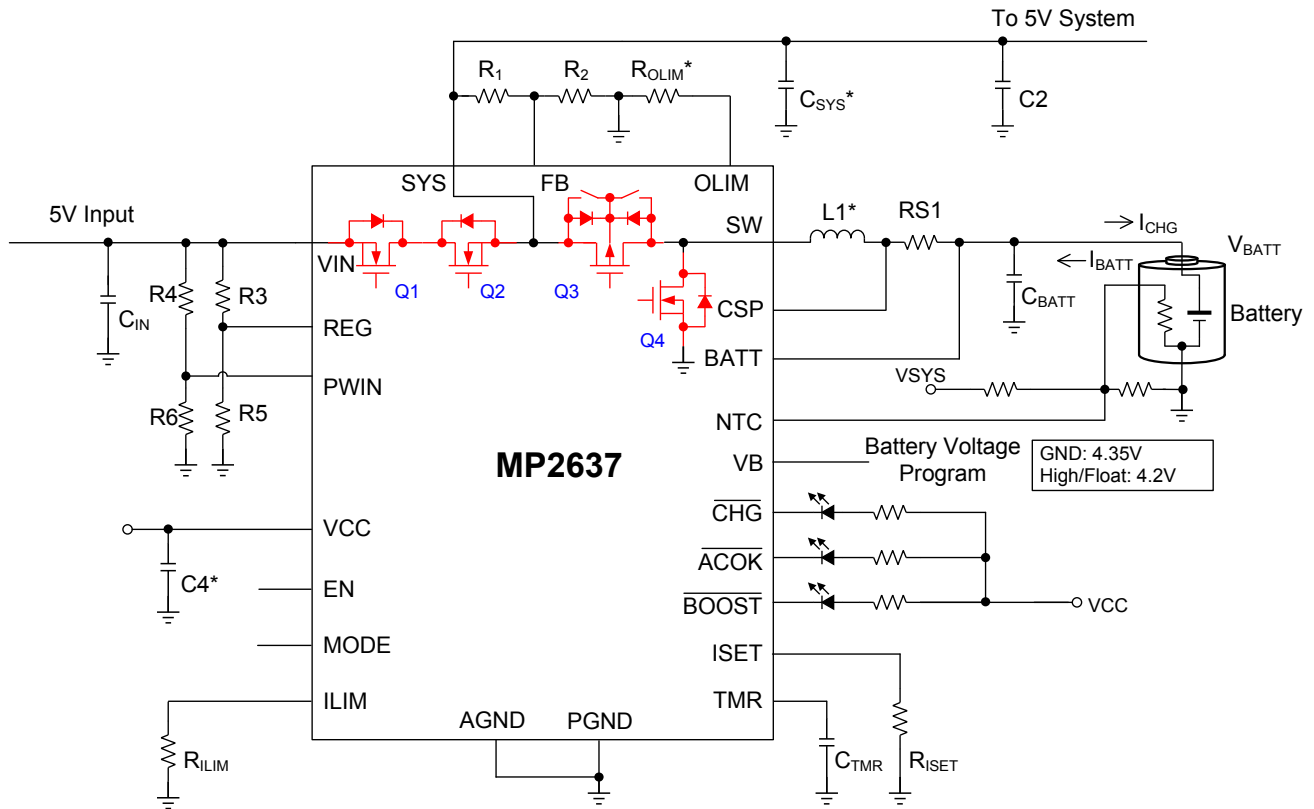 To 5V System
R1
R2
ROLIM*
CSYS*
C2
SYS
FB
OLIM
5V Input
VIN
Q1
Q2
Q3
Q4
SW
L1*
RS1
ICHG
IBATT
VBATT
CBATT
Battery
CIN
R4
R3
REG
PWIN
R6
R5
CSP
BATT
VSYS
NTC
MP2637
VB
Battery Voltage
Program
GND: 4.35V
High/Float: 4.2V
CHG
ACOK
BOOST
VCC
VCC
C4*
EN
MODE
ILIM
RILIM
AGND
PGND
ISET
TMR
CTMR
RISET